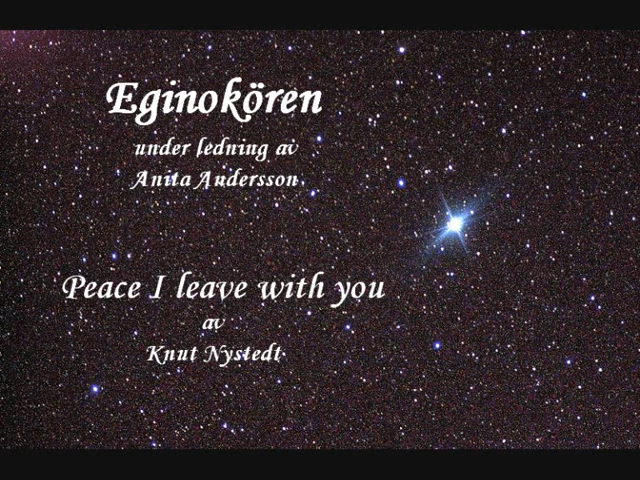 Eginokören
under ledning av
Anita Andersson
Peace I leave with you
av
Knut Nystedt